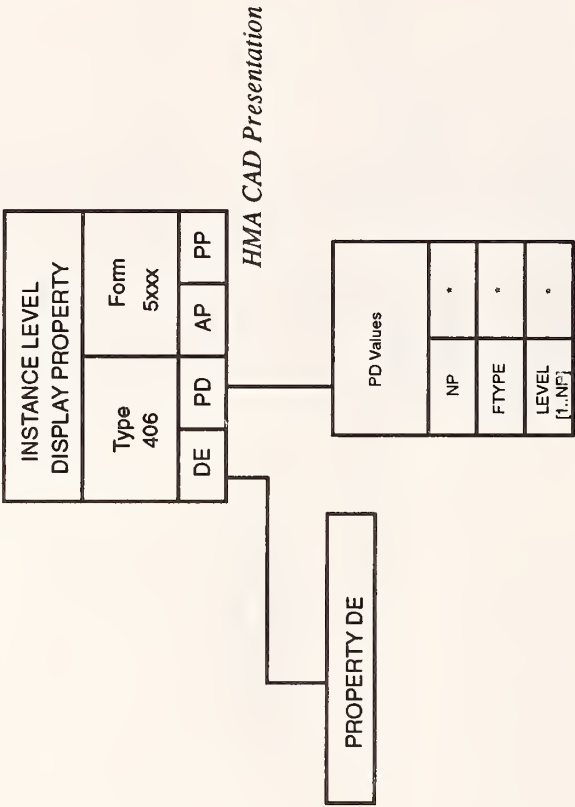 INSTANCE LEVEL
DISPLAY PROPERTY
Type
406
Form
5xxx
DE
PD
AP
PP
HMA CAD Presentation
PROPERTY DE
PD Values
NP
*
FTYPE
*
LEVEL
[1..NP]
*